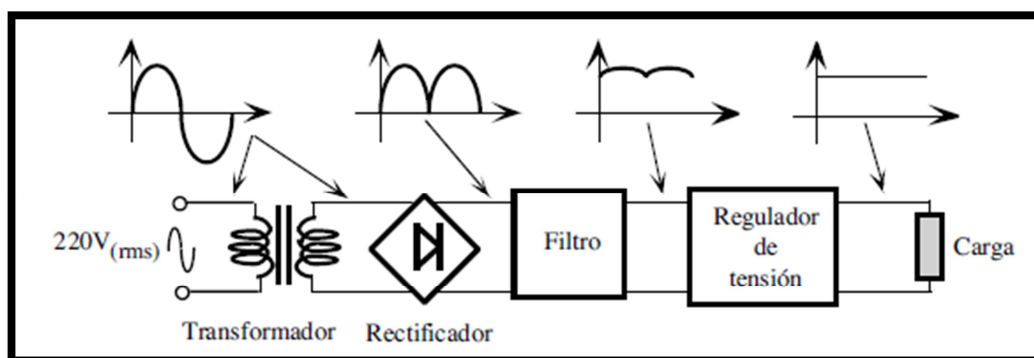 220V(rms)
Transformador
Rectificador
Filtro
Regulador
de
tensión
Carga